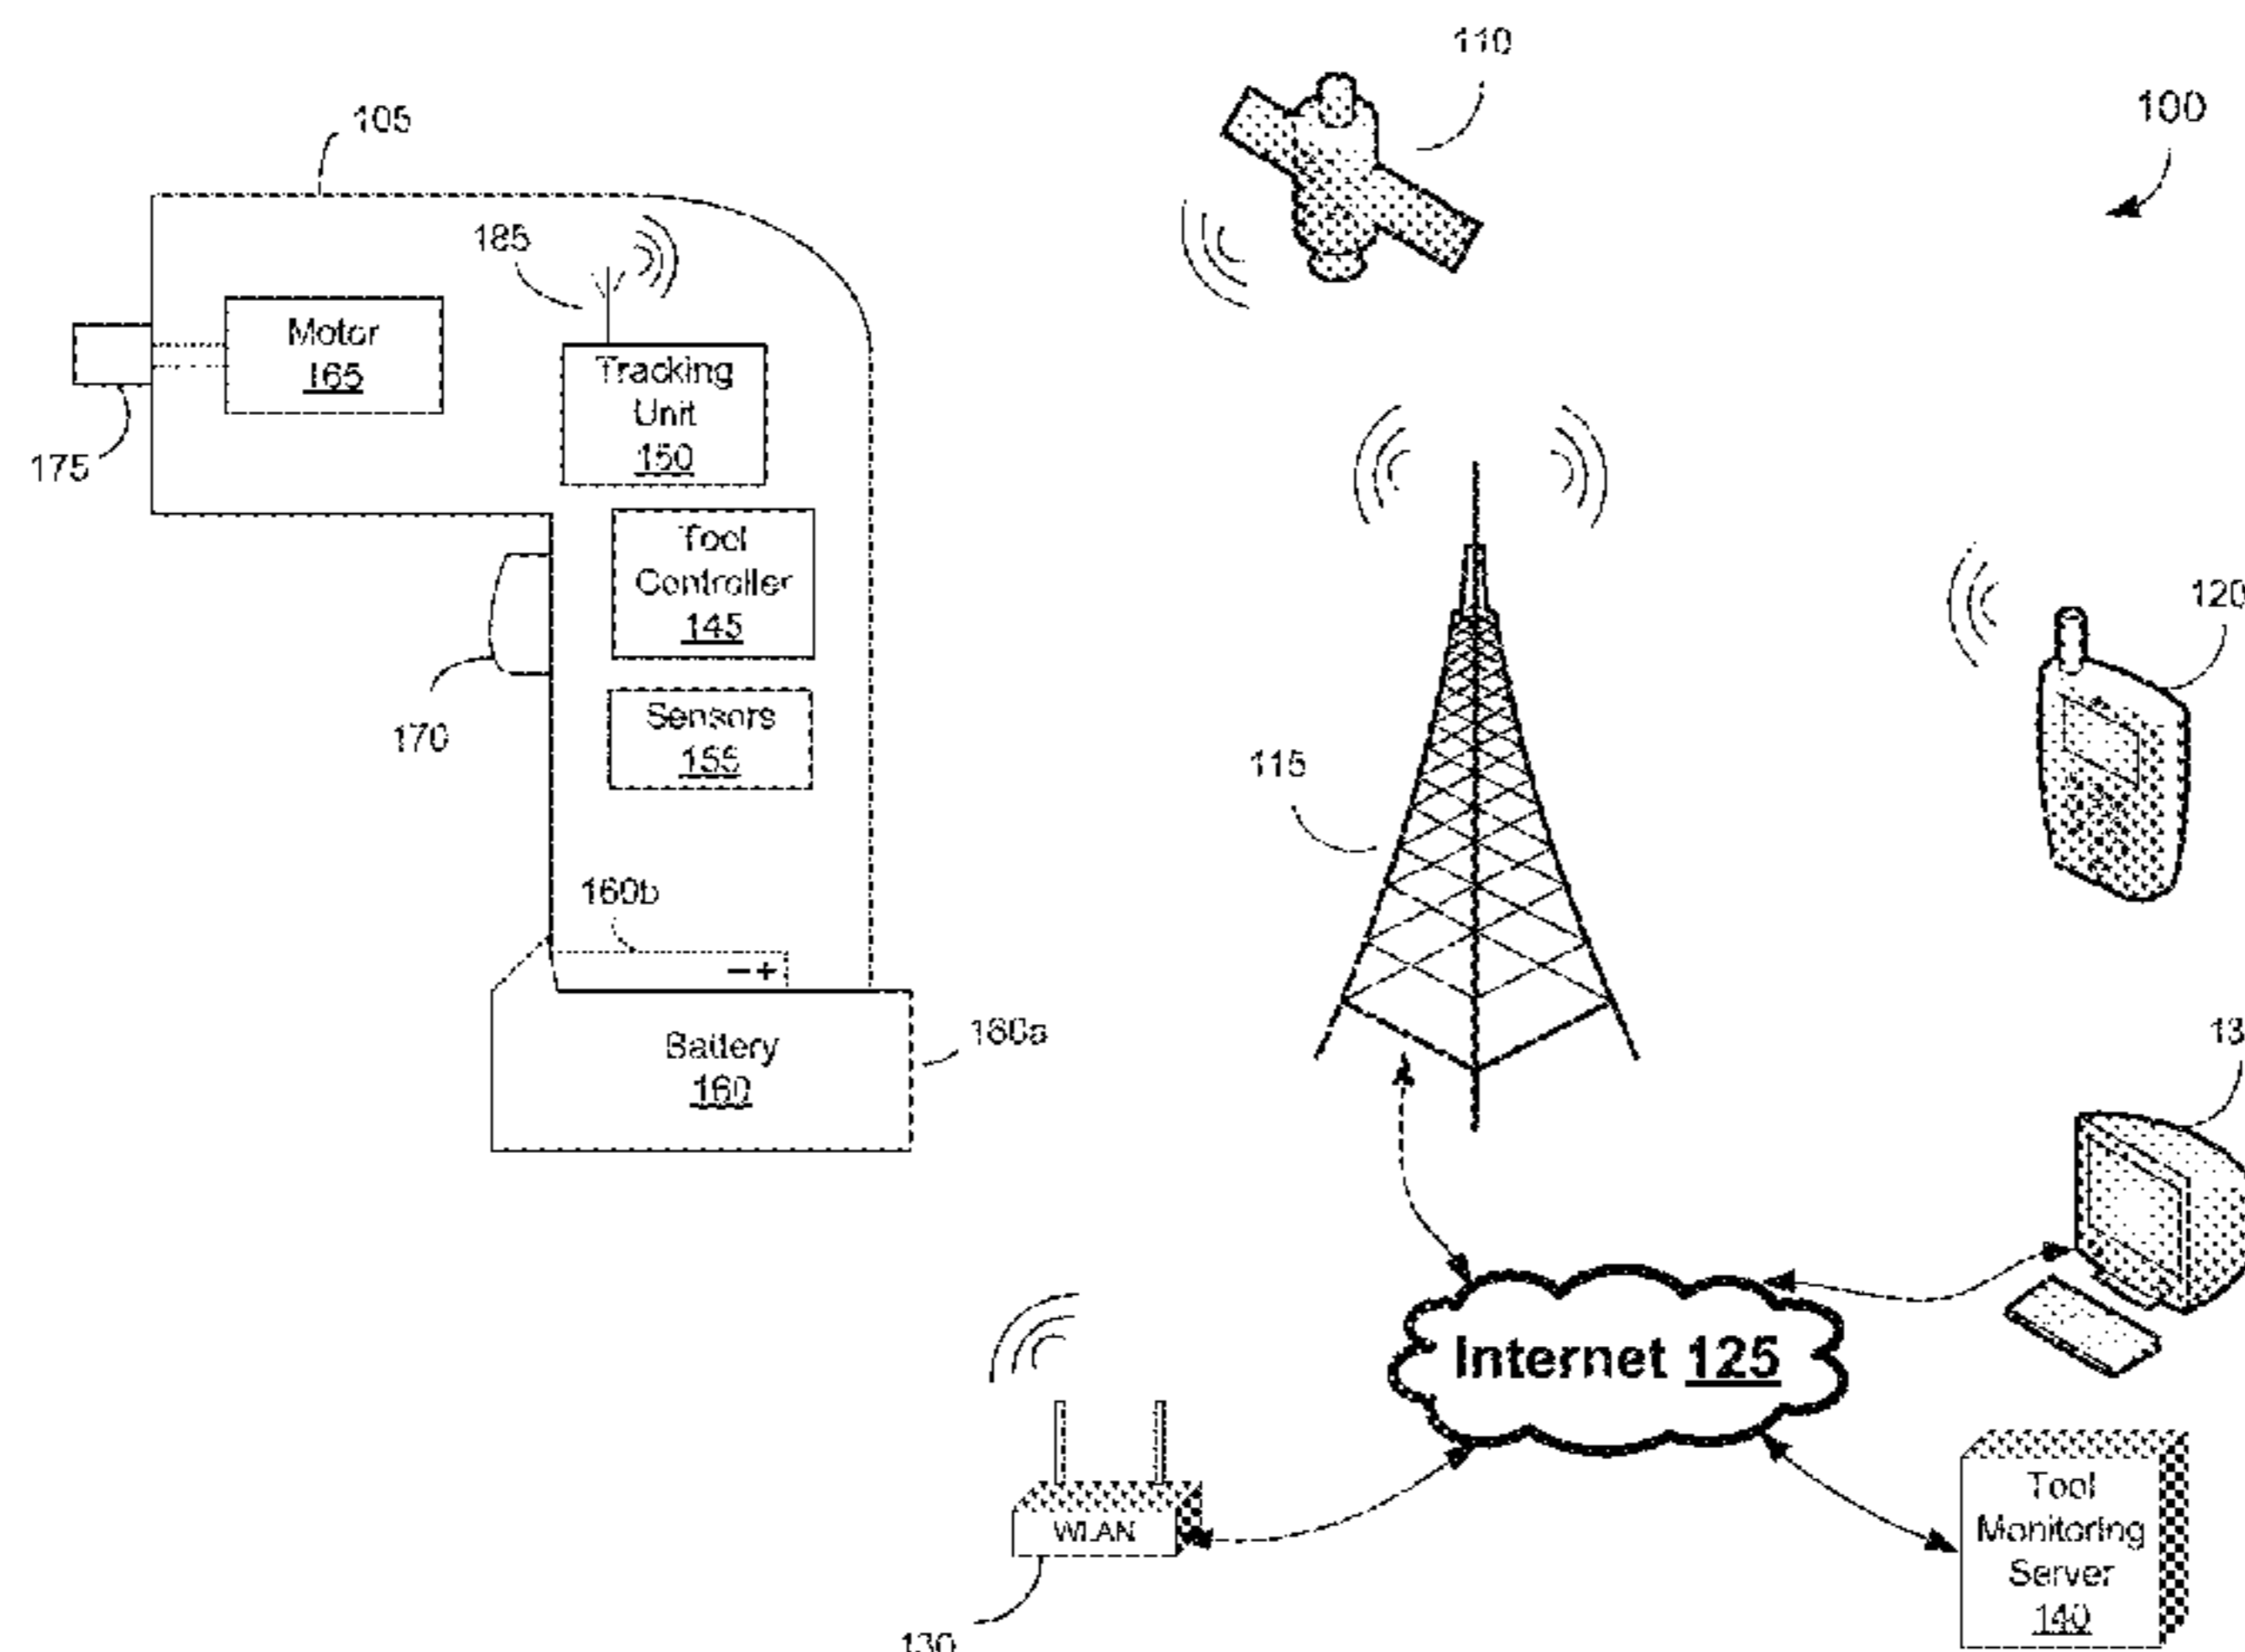 110
100
105
185
Motor
165
Tracking
Unit
150
175
Tool
Controller
145
120
Sensors
155
170
115
160b
−+
Battery
160
160a
13
Internet 125
WLAN
Tool
Monitoring
Server
140
130